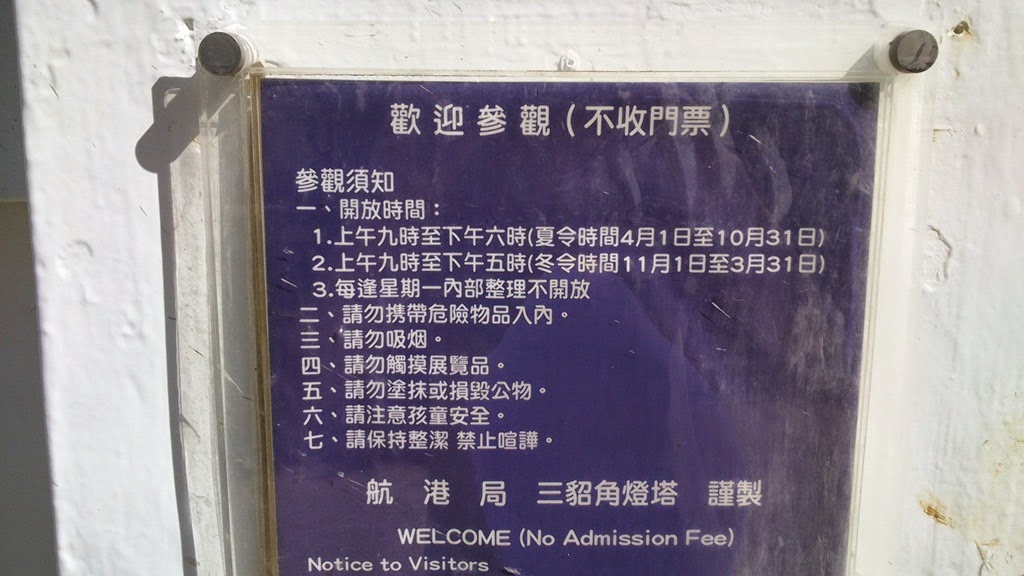 歡迎參觀(不收門票)
參觀須知
一、開放時間:
1.上午九時至下午六時(夏令時間4月1日至10月31日)
2.上午九時至下午五時(冬令時間11月1日至3月31日)
3.每逢星期一內部整理不開放
二、請勿携帶危險物品入內。
三、請勿吸烟。
四、請勿觸摸展覽品。
五、請勿塗抹或損毀公物。
六、請注意孩童安全。
七、請保持整潔 禁止喧譁。
航港局 三貂角燈塔 謹製
WELCOME (No Admission Fee)
Notice to Visitors